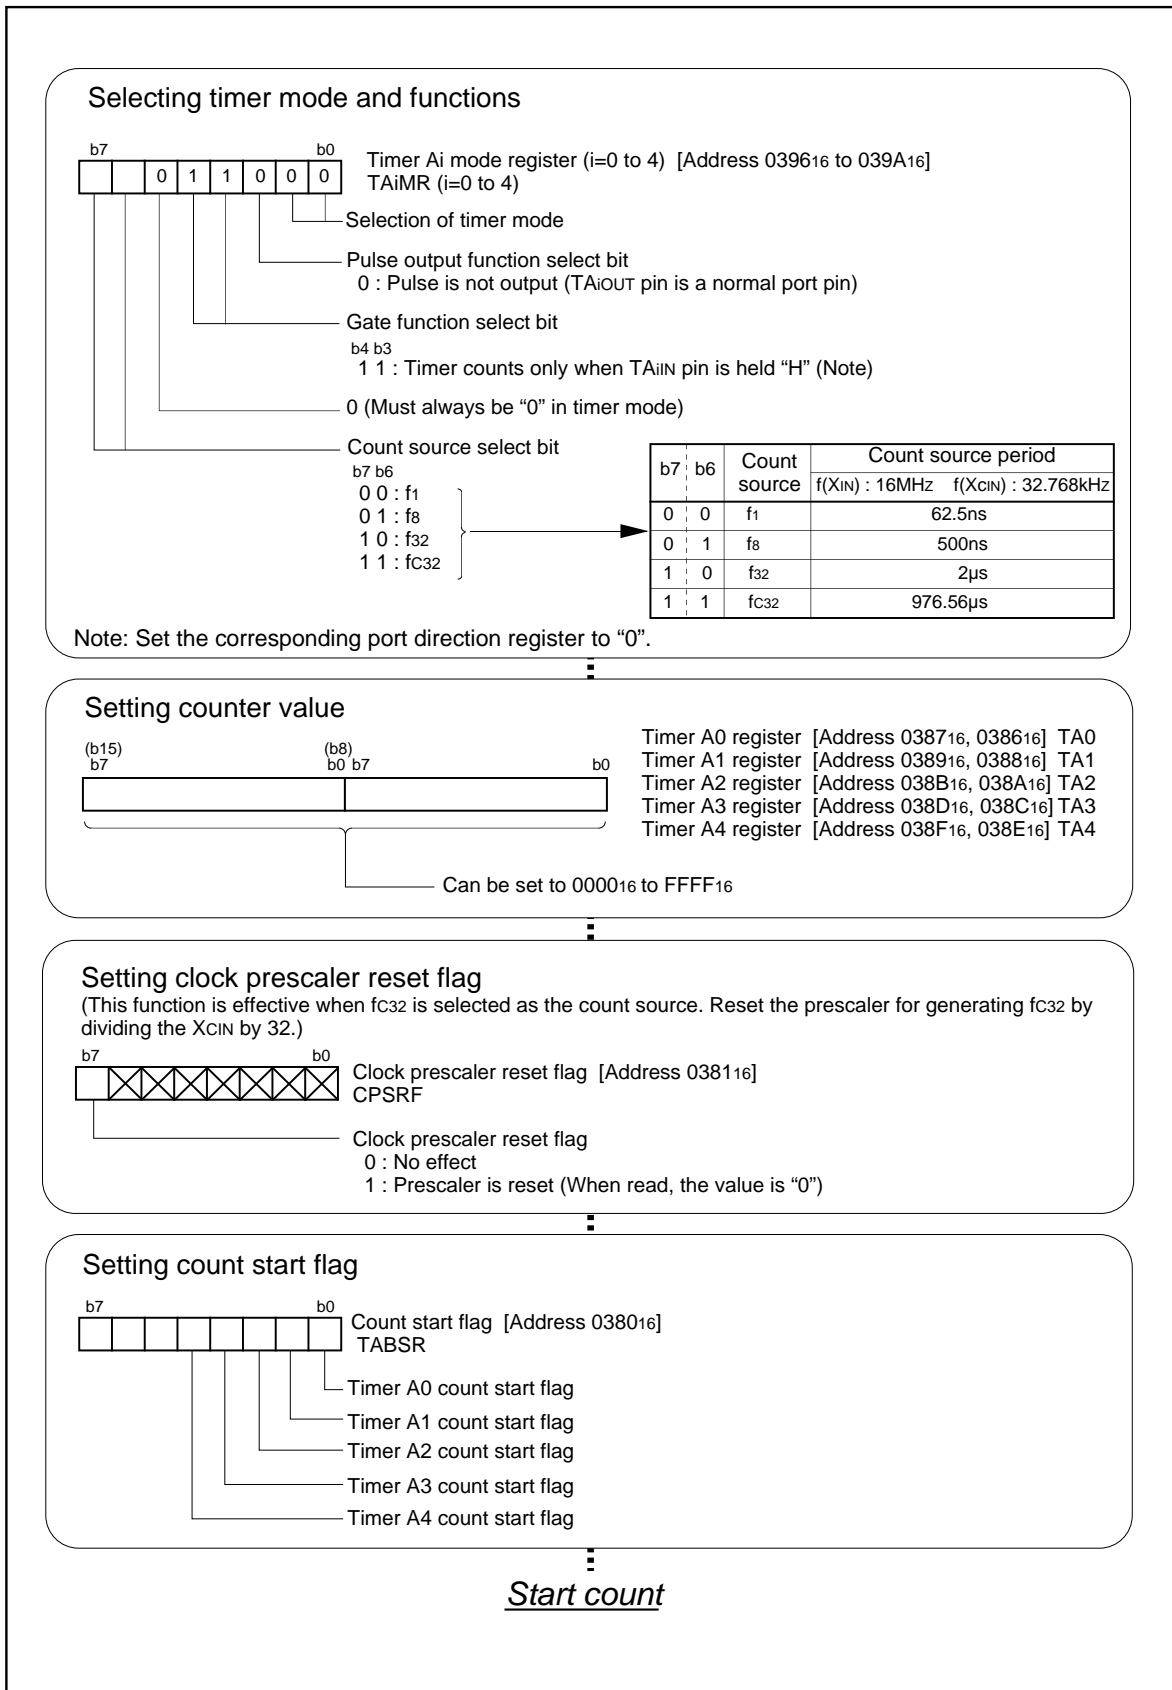 Selecting timer mode and functions
b7 b0
0 1 1 0 0 0
Timer Ai mode register (i=0 to 4) [Address 039616 to 039A16]
TAiMR (i=0 to 4)
Selection of timer mode
Pulse output function select bit
0 : Pulse is not output (TAiOUT pin is a normal port pin)
Gate function select bit
b4 b3
1 1 : Timer counts only when TAiIN pin is held “H” (Note)
0 (Must always be “0” in timer mode)
Count source select bit
b7 b6
0 0 : f1
0 1 : f8
1 0 : f32
1 1 : fC32
b7 b6 Count source Count source period
f(XIN) : 16MHZ f(XCIN) : 32.768kHZ
0 0 f1 62.5ns
0 1 f8 500ns
1 0 f32 2µs
1 1 fC32 976.56µs
Note: Set the corresponding port direction register to “0”.
Setting counter value
(b15) (b8)
b7 b0 b7 b0
Timer A0 register [Address 038716, 038616] TA0
Timer A1 register [Address 038916, 038816] TA1
Timer A2 register [Address 038B16, 038A16] TA2
Timer A3 register [Address 038D16, 038C16] TA3
Timer A4 register [Address 038F16, 038E16] TA4
Can be set to 000016 to FFFF16
Setting clock prescaler reset flag
(This function is effective when fC32 is selected as the count source. Reset the prescaler for generating fC32 by
dividing the XCIN by 32.)
b7 b0
Clock prescaler reset flag [Address 038116]
CPSRF
Clock prescaler reset flag
0 : No effect
1 : Prescaler is reset (When read, the value is “0”)
Setting count start flag
b7 b0
Count start flag [Address 038016]
TABSR
Timer A0 count start flag
Timer A1 count start flag
Timer A2 count start flag
Timer A3 count start flag
Timer A4 count start flag
Start count